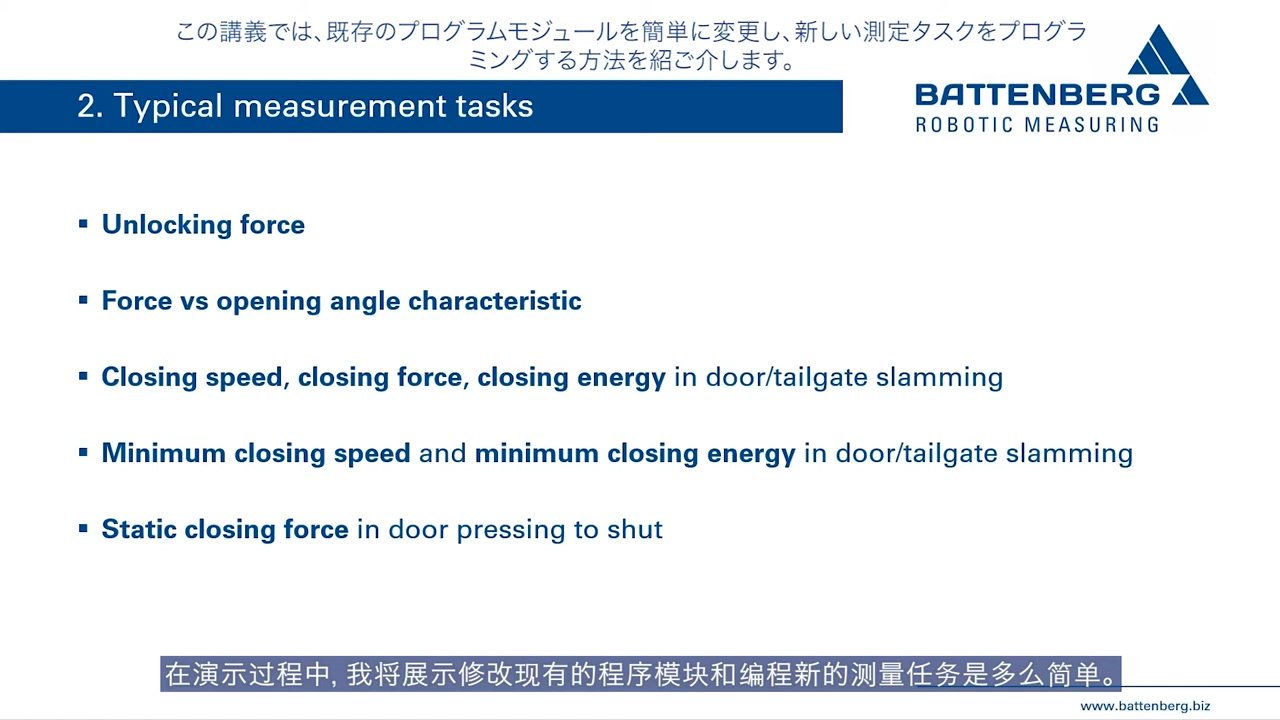 この講義では、既存のプログラムモジュールを簡単に変更し、新しい測定タスクをプログラ
ミングする方法を紹ご介します。
2. Typical measurement tasks
BATTENBERG
ROBOTIC MEASURING
▪ Unlocking force
▪ Force vs opening angle characteristic
▪ Closing speed, closing force, closing energy in door/tailgate slamming
▪ Minimum closing speed and minimum closing energy in door/tailgate slamming
▪ Static closing force in door pressing to shut
在演示过程中, 我将展示修改现有的程序模块和编程新的测量任务是多么简单。
www.battenberg.biz